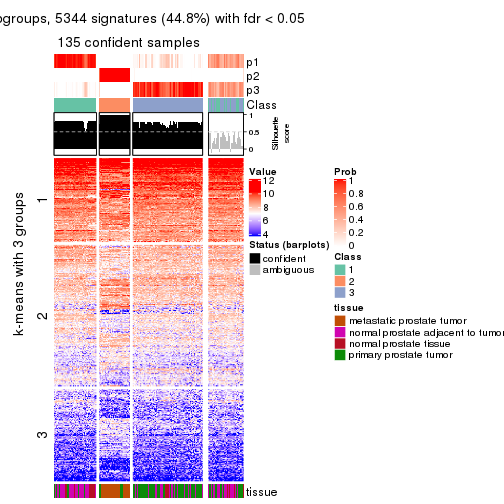 ogroups, 5344 signatures (44.8%) with fdr < 0.05
135 confident samples
p1
p2
p3
Class
1
0.5
0
Silhouette
score
k-means with 3 groups
1
2
3
tissue
Value
12
10
8
6
4
Status (barplots)
confident
ambiguous
Prob
1
0.8
0.6
0.4
0.2
0
Class
1
2
3
tissue
metastatic prostate tumor
normal prostate adjacent to tumor
normal prostate tissue
primary prostate tumor